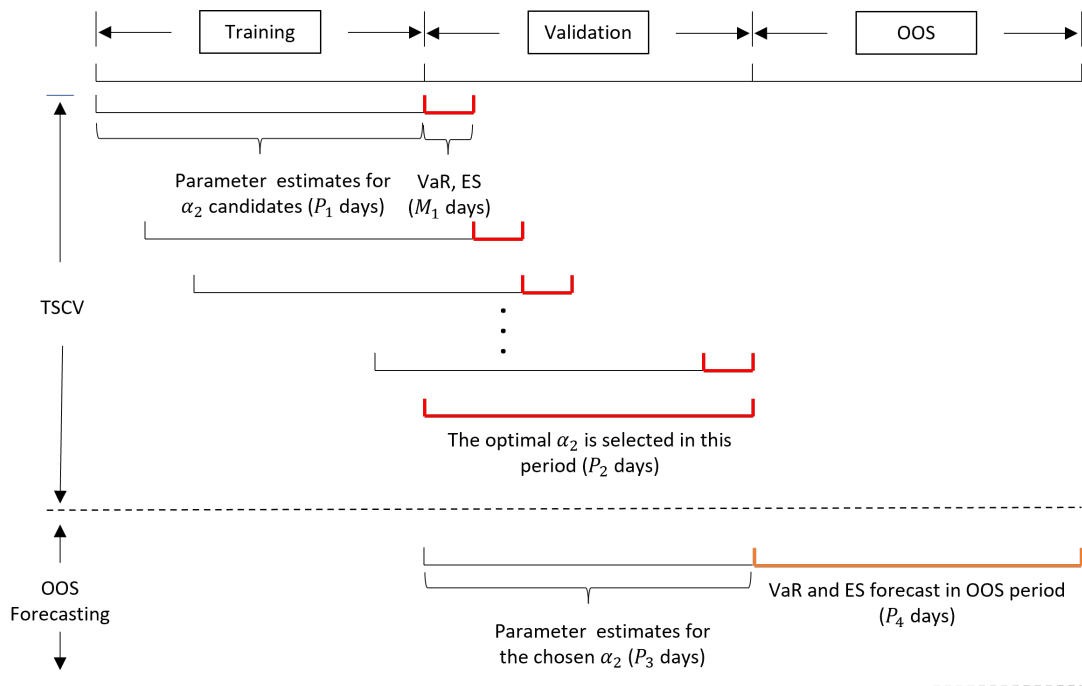 Training
Validation
OOS
Parameter estimates for
α₂ candidates (P₁ days)
VaR, ES
(M₁ days)
TSCV
The optimal α₂ is selected in this
period (P₂ days)
OOS
Forecasting
VaR and ES forecast in OOS period
(P₄ days)
Parameter estimates for
the chosen α₂ (P₃ days)